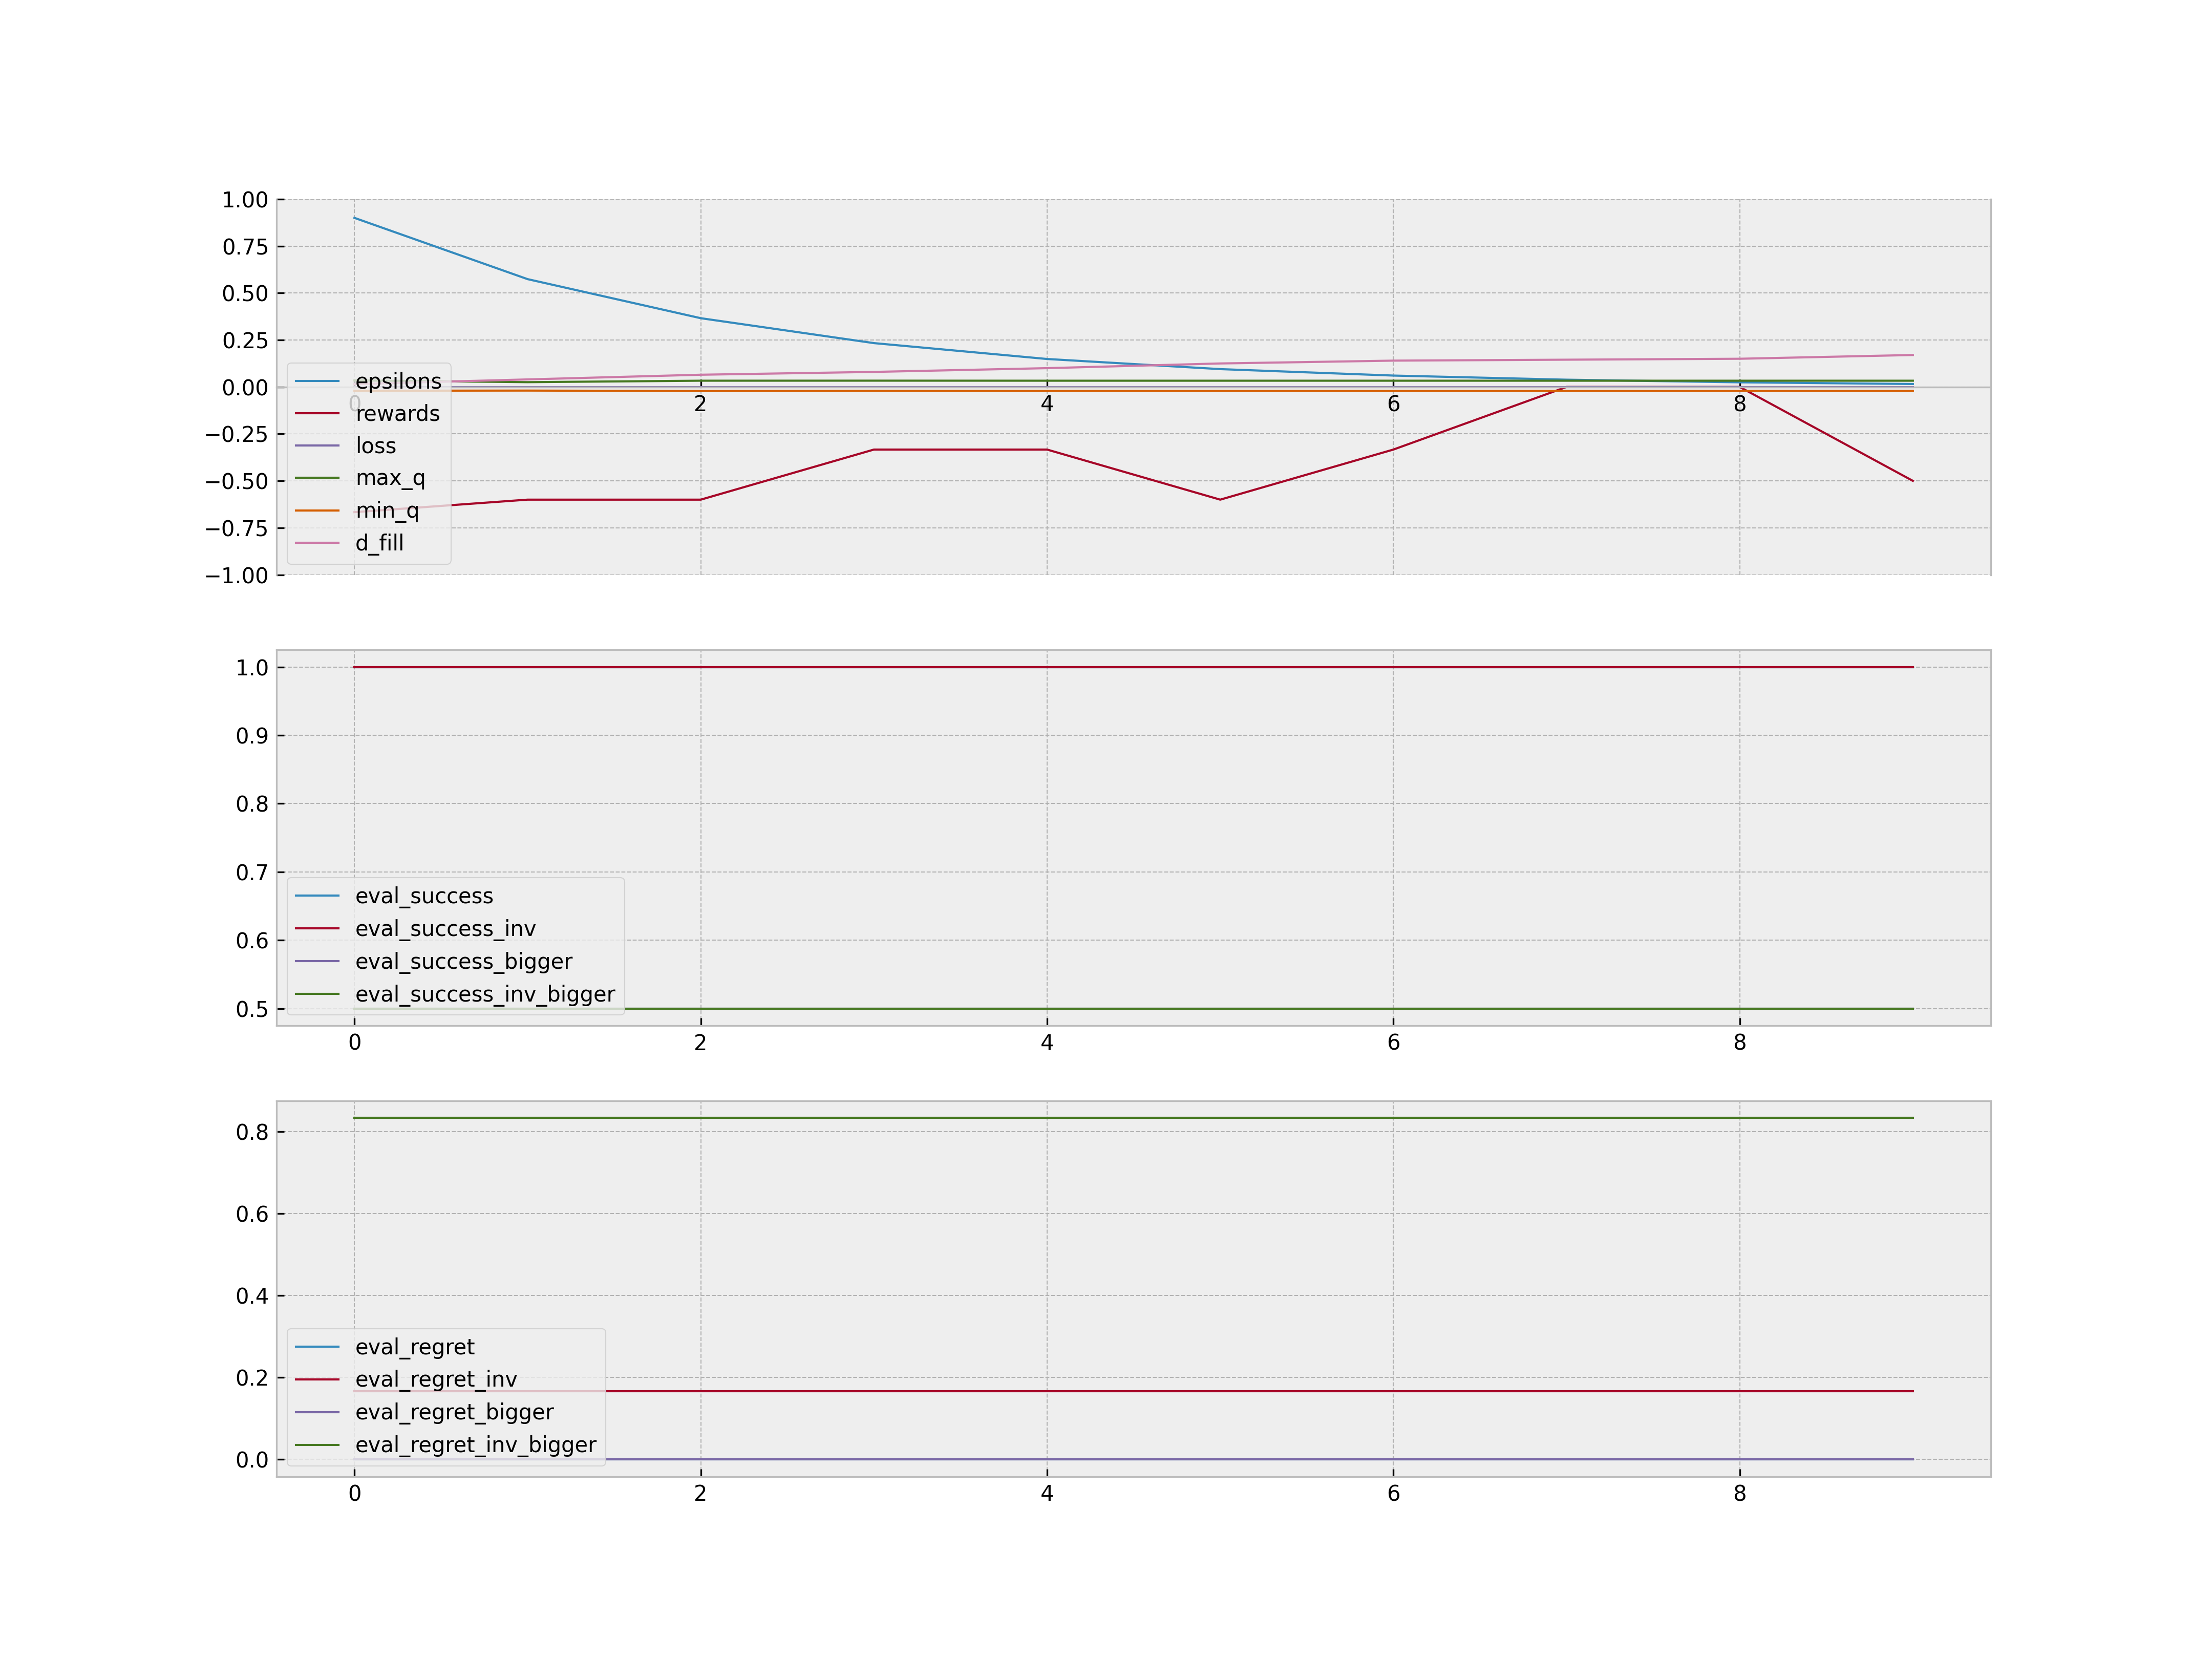 1.00
0.75
0.50
0.25
0.00
−0.25
−0.50
−0.75
−1.00
0 2 4 6 8
epsilons
rewards
loss
max_q
min_q
d_fill
1.0
0.9
0.8
0.7
0.6
0.5
eval_success
eval_success_inv
eval_success_bigger
eval_success_inv_bigger
0 2 4 6 8
0.8
0.6
0.4
0.2
0.0
eval_regret
eval_regret_inv
eval_regret_bigger
eval_regret_inv_bigger
0 2 4 6 8